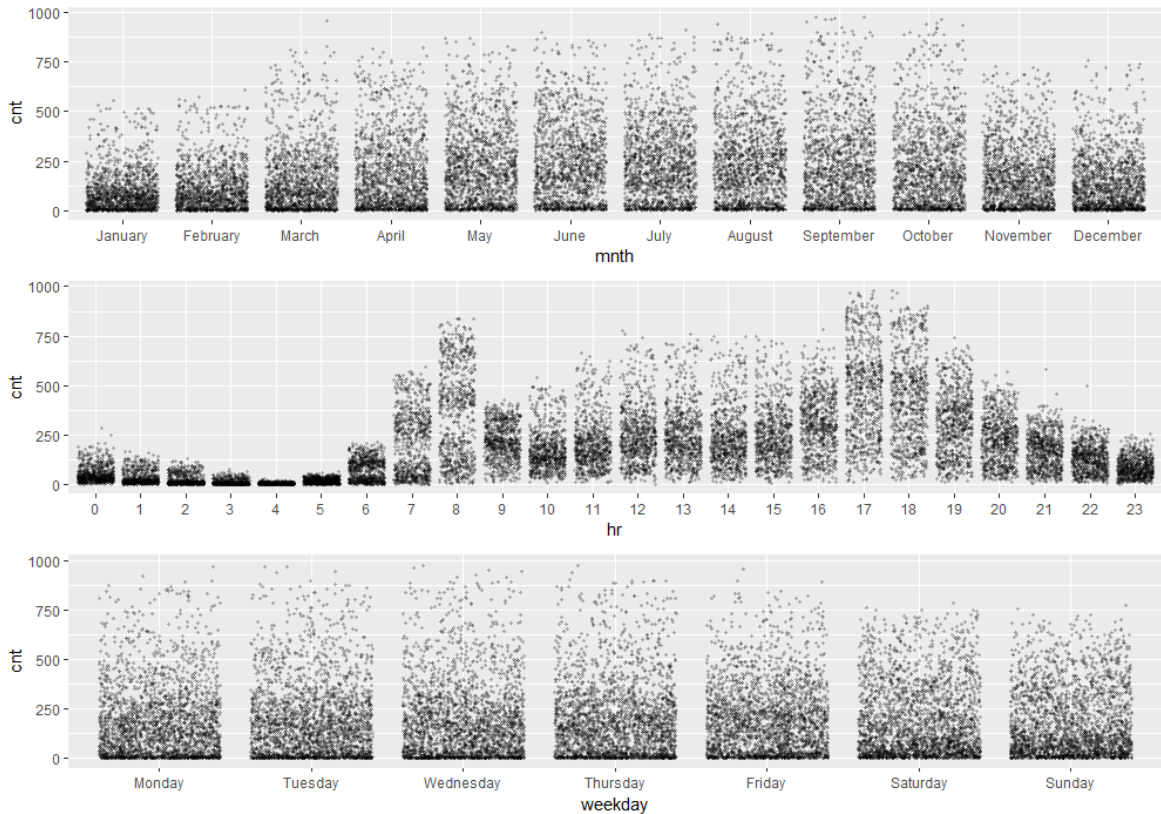 1000
750
500
250
0
cnt
January February March April May June July August September October November December
mnth
1000
750
500
250
0
cnt
0 1 2 3 4 5 6 7 8 9 10 11 12 13 14 15 16 17 18 19 20 21 22 23
hr
1000
750
500
250
0
cnt
Monday Tuesday Wednesday Thursday Friday Saturday Sunday
weekday